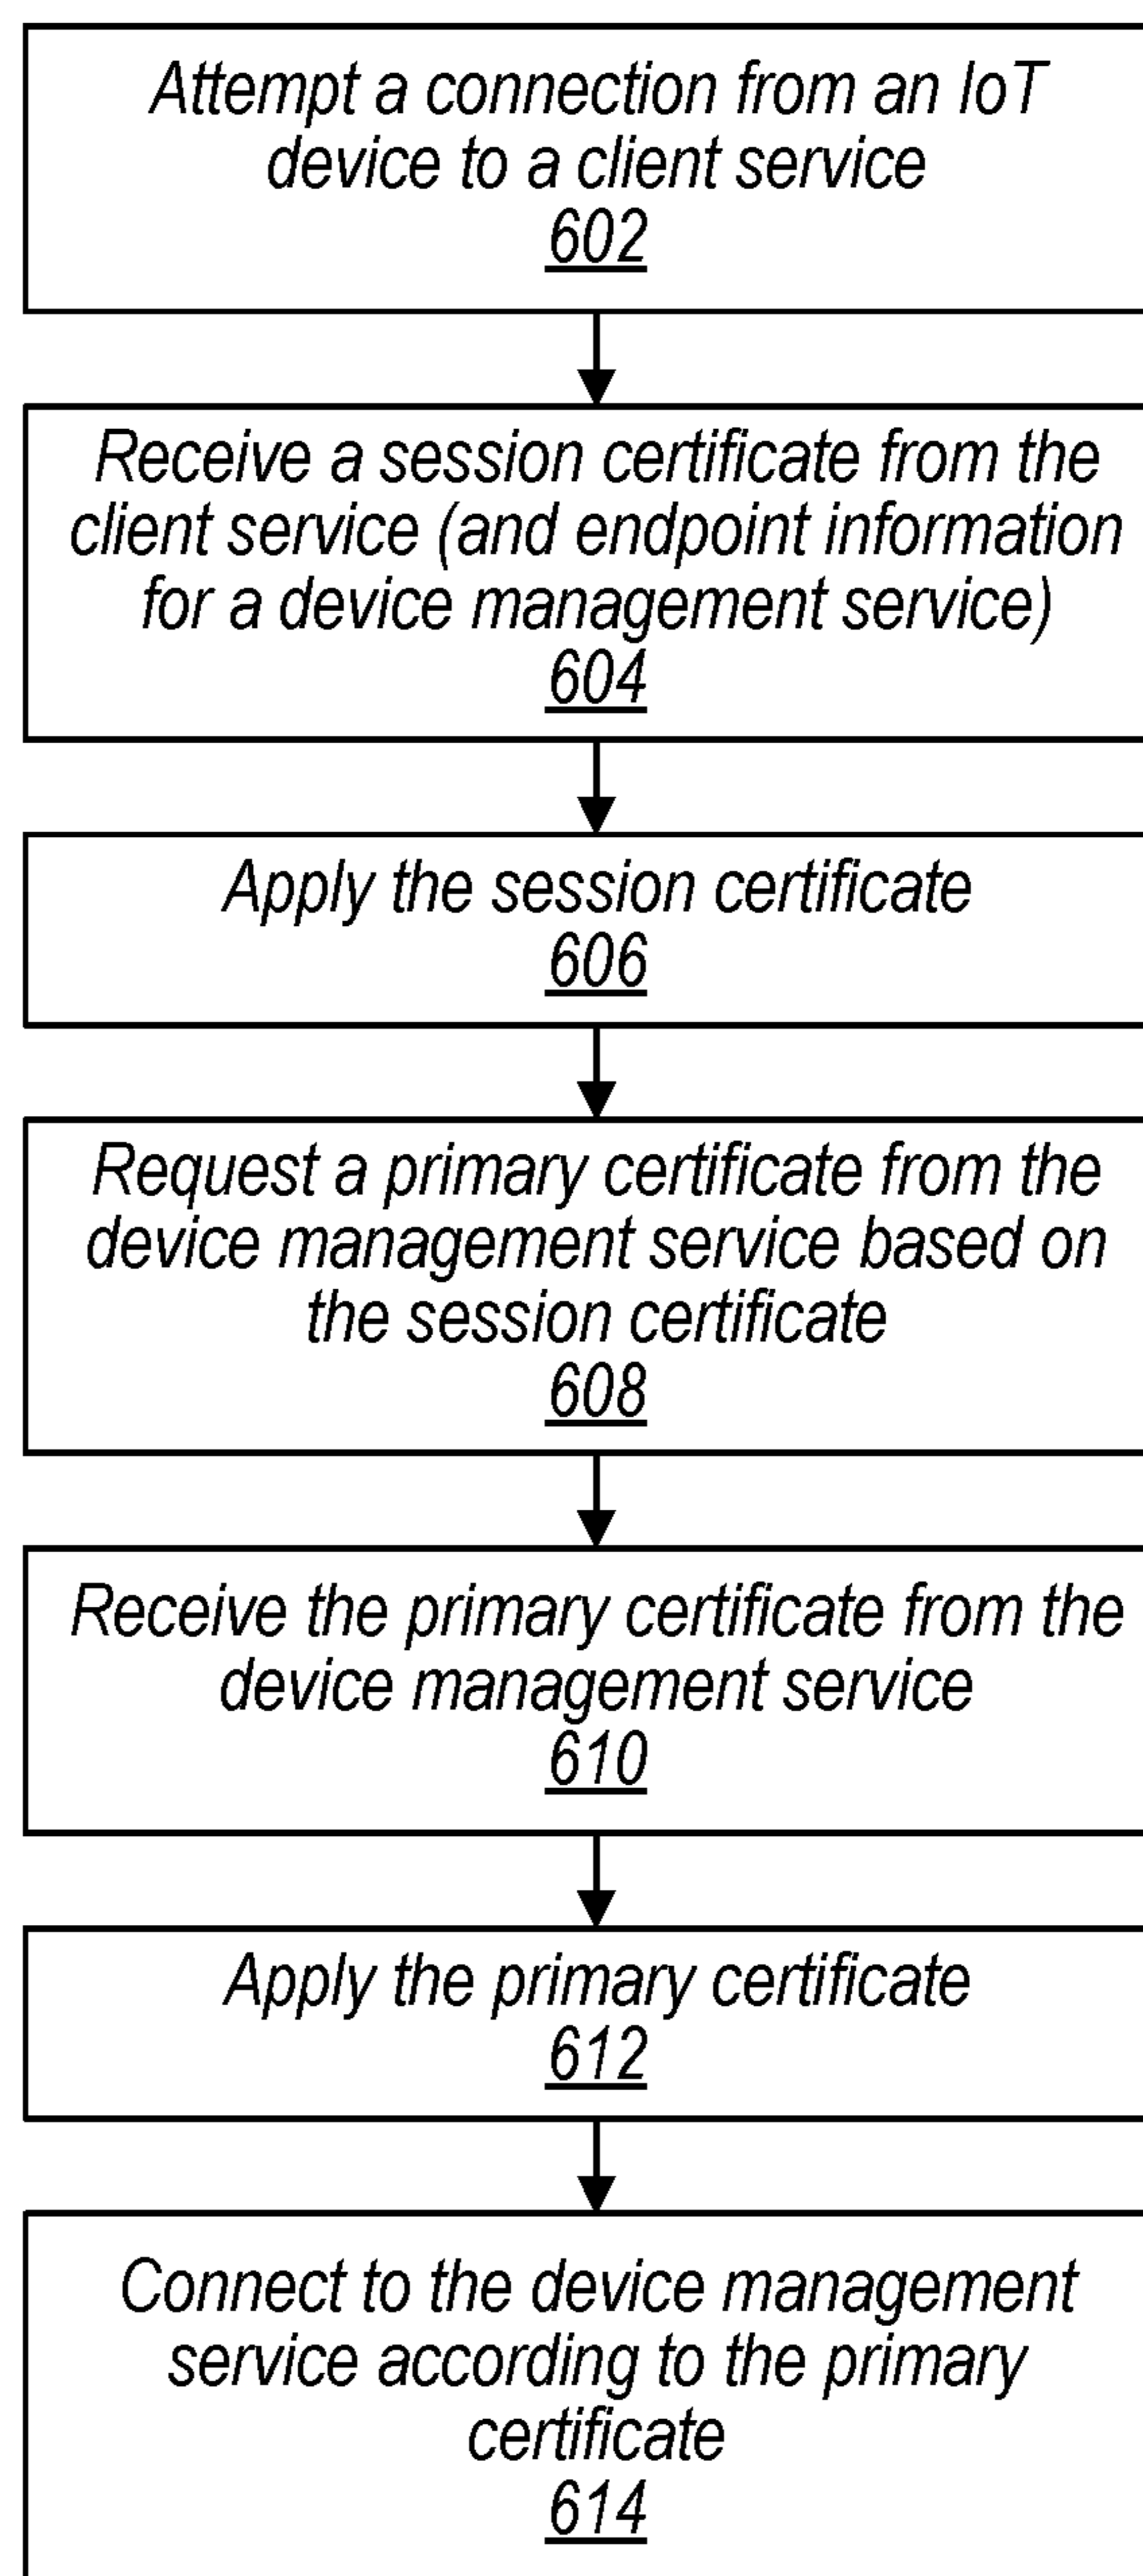 Attempt a connection from an IoT
device to a client service
602
Receive a session certificate from the
client service (and endpoint information
for a device management service)
604
Apply the session certificate
606
Request a primary certificate from the
device management service based on
the session certificate
608
Receive the primary certificate from the
device management service
610
Apply the primary certificate
612
Connect to the device management
service according to the primary
certificate
614